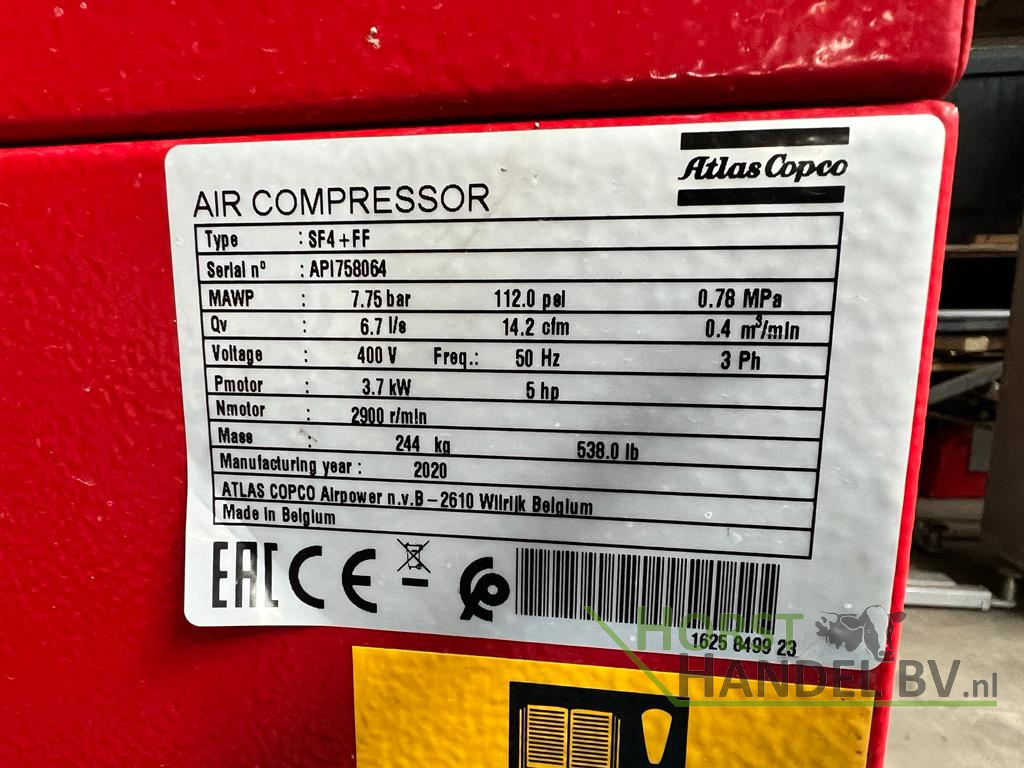 Atlas Copco
AIR COMPRESSOR
Type : SF4+FF
Serial nº : API758064
MAWP : 7.75 bar 112.0 psi 0.78 MPa
Qv : 6.7 l/s 14.2 cfm 0.4 m³/min
Voltage : 400 V Freq.: 50 Hz 3 Ph
Pmotor : 3.7 kW 5 hp
Nmotor : 2900 r/min
Mass : 244 kg 538.0 lb
Manufacturing year : 2020
ATLAS COPCO Airpower n.v.B-2610 Wilrijk Belgium
Made in Belgium
EAC CE
1625 8499 23
HORST
HANDEL BV.nl